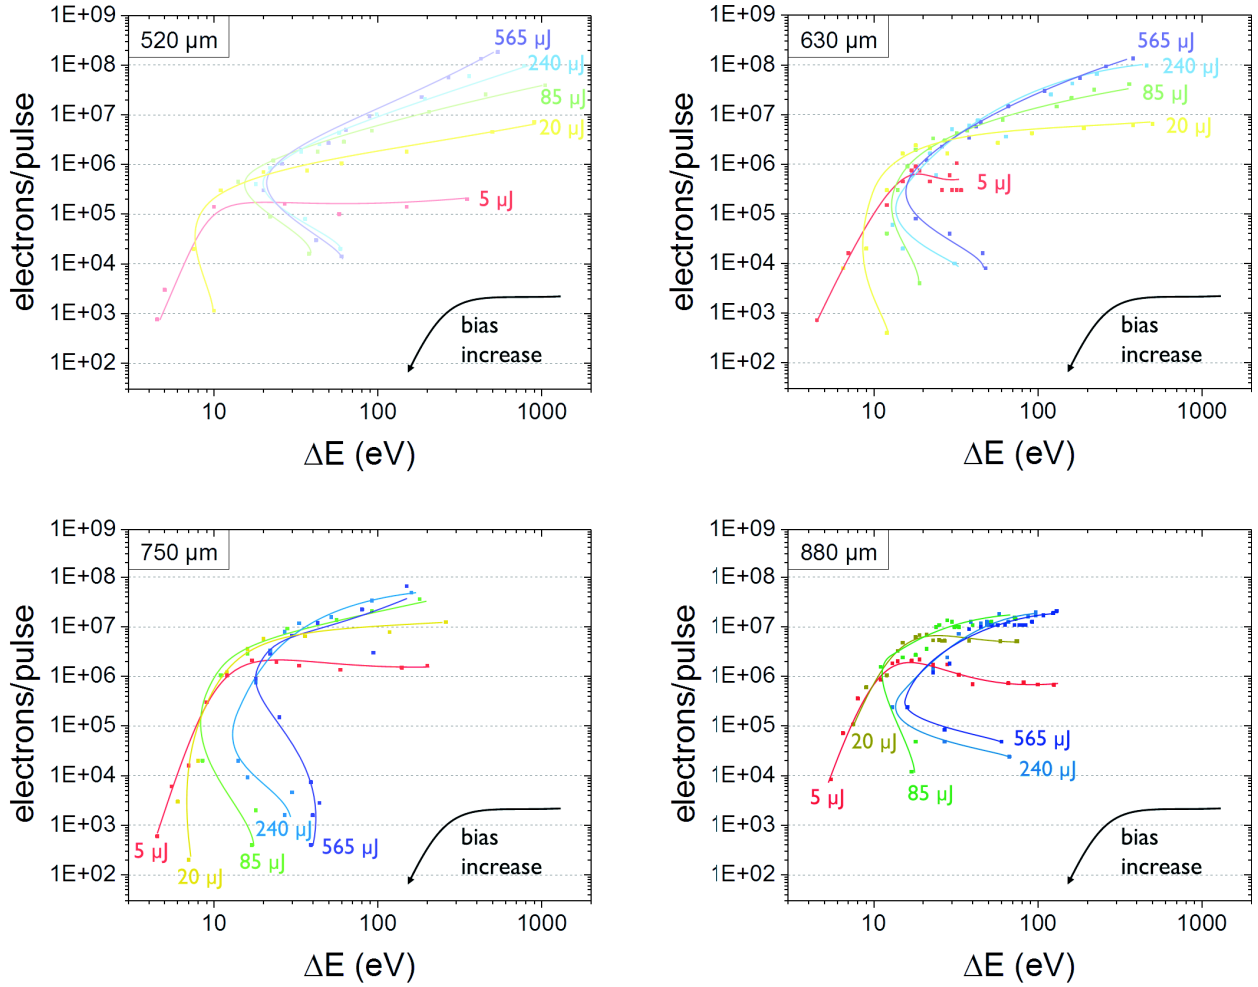 520 µm
1E+09
1E+08
1E+07
1E+06
1E+05
1E+04
1E+03
1E+02
electrons/pulse
565 µJ
240 µJ
85 µJ
20 µJ
5 µJ
bias
increase
10
100
1000
ΔE (eV)
630 µm
1E+09
1E+08
1E+07
1E+06
1E+05
1E+04
1E+03
1E+02
electrons/pulse
565 µJ
240 µJ
85 µJ
20 µJ
5 µJ
bias
increase
10
100
1000
ΔE (eV)
750 µm
1E+09
1E+08
1E+07
1E+06
1E+05
1E+04
1E+03
1E+02
electrons/pulse
240 µJ
565 µJ
5 µJ
85 µJ
20 µJ
bias
increase
10
100
1000
ΔE (eV)
880 µm
1E+09
1E+08
1E+07
1E+06
1E+05
1E+04
1E+03
1E+02
electrons/pulse
565 µJ
20 µJ
240 µJ
5 µJ
85 µJ
bias
increase
10
100
1000
ΔE (eV)